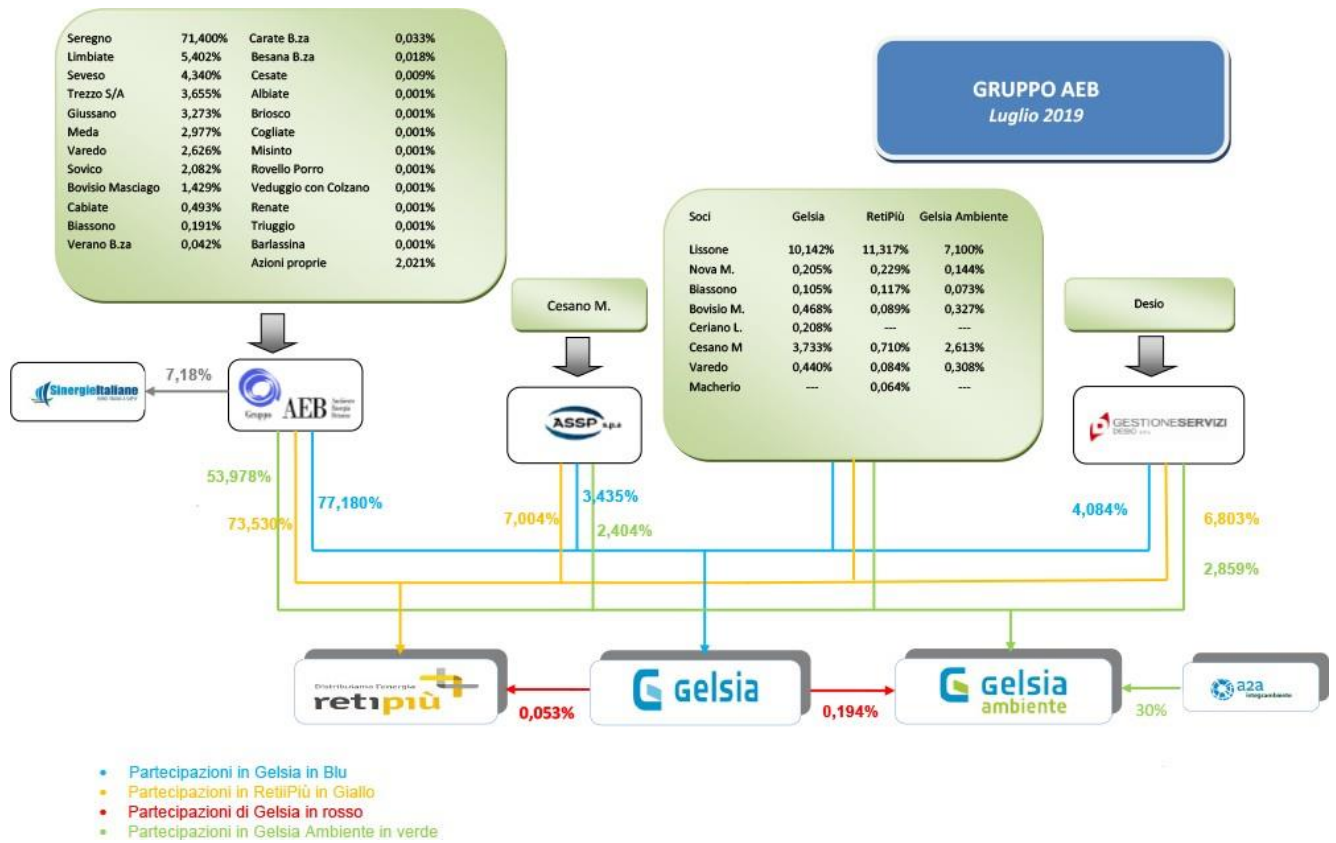 Seregno 71,400% Carate B.za 0,033%
Limbiate 5,402% Besana B.za 0,018%
Seveso 4,340% Cesate 0,009%
Trezzo S/A 3,655% Albiate 0,001%
Giussano 3,273% Briosco 0,001%
Meda 2,977% Cogliate 0,001%
Varedo 2,626% Misinto 0,001%
Sovico 2,082% Rovello Porro 0,001%
Bovisio Masciago 1,429% Veduggio con Colzano 0,001%
Cabiate 0,493% Renate 0,001%
Biassono 0,191% Triuggio 0,001%
Verano B.za 0,042% Barlassina 0,001%
Azioni proprie 2,021%
GRUPPO AEB
Luglio 2019
Soci Gelsia RetiPiù Gelsia Ambiente
Lissone 10,142% 11,317% 7,100%
Nova M. 0,205% 0,229% 0,144%
Biassono 0,105% 0,117% 0,073%
Bovisio M. 0,468% 0,089% 0,327%
Ceriano L. 0,208% --- ---
Cesano M 3,733% 0,710% 2,613%
Varedo 0,440% 0,084% 0,308%
Macherio --- 0,064% ---
Cesano M.
Desio
SinergieItaliane
7,18%
Gruppo AEB Ambiente Energia
ASSP s.p.a
GESTIONESERVIZI
DESIO
53,978%
77,180%
73,530%
7,004%
3,435%
2,404%
4,084%
6,803%
2,859%
Distribuiamo l'energia
retipiù
0,053%
Gelsia
0,194%
Gelsia
ambiente
30%
a2a
integrambiente
• Partecipazioni in Gelsia in Blu
• Partecipazioni in RetiiPiù in Giallo
• Partecipazioni di Gelsia in rosso
• Partecipazioni in Gelsia Ambiente in verde